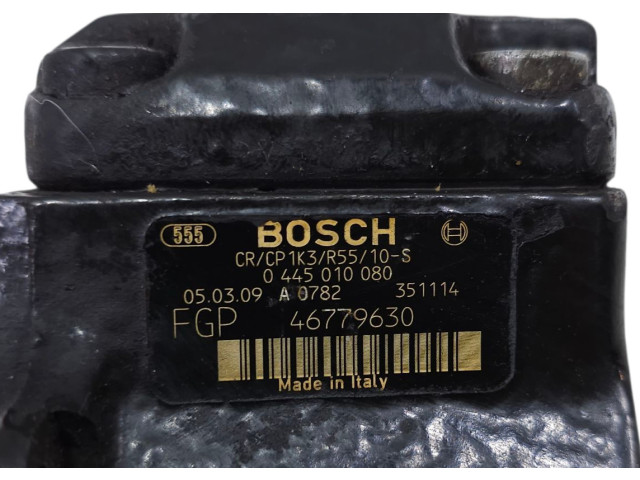 555 BOSCH
CR/CP1K3/R55/10-S
0 445 010 080
05.03.09 A 0782 351114
FGP 46779630
Made in Italy